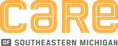 CARE
OF SOUTHEASTERN MICHIGAN